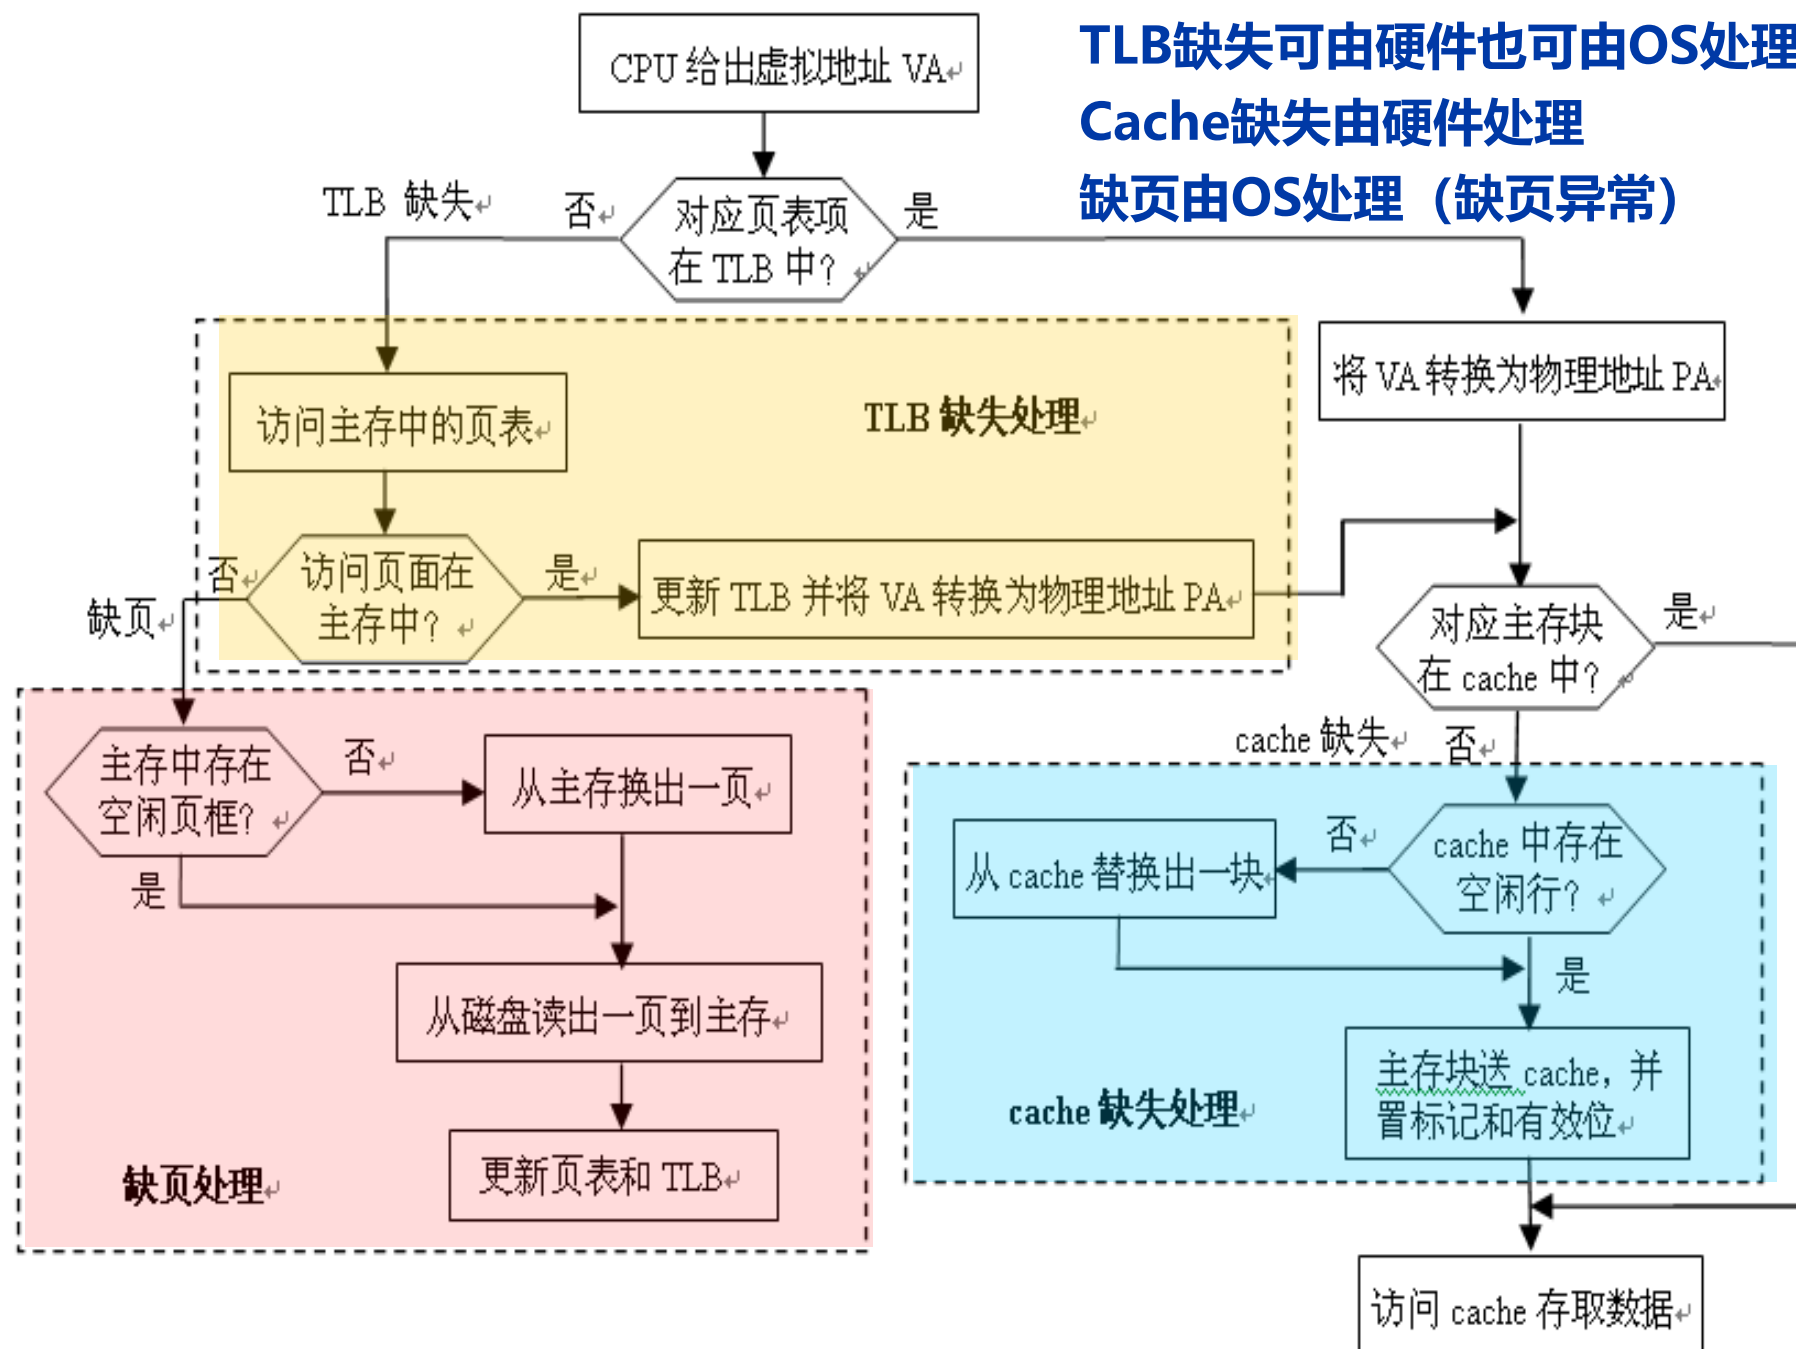 TLB缺失可由硬件也可由OS处理
Cache缺失由硬件处理
缺页由OS处理（缺页异常）
CPU 给出虚拟地址 VA
TLB 缺失
否
对应页表项
在 TLB 中？
是
访问主存中的页表
TLB 缺失处理
将 VA 转换为物理地址 PA
否
访问页面在
主存中？
是
更新 TLB 并将 VA 转换为物理地址 PA
缺页
对应主存块
在 cache 中？
是
cache 缺失
否
主存中存在
空闲页框？
否
从主存换出一页
是
从 cache 替换出一块
否
cache 中存在
空闲行？
是
从磁盘读出一页到主存
主存块送 cache，并
置标记和有效位
cache 缺失处理
更新页表和 TLB
缺页处理
访问 cache 存取数据